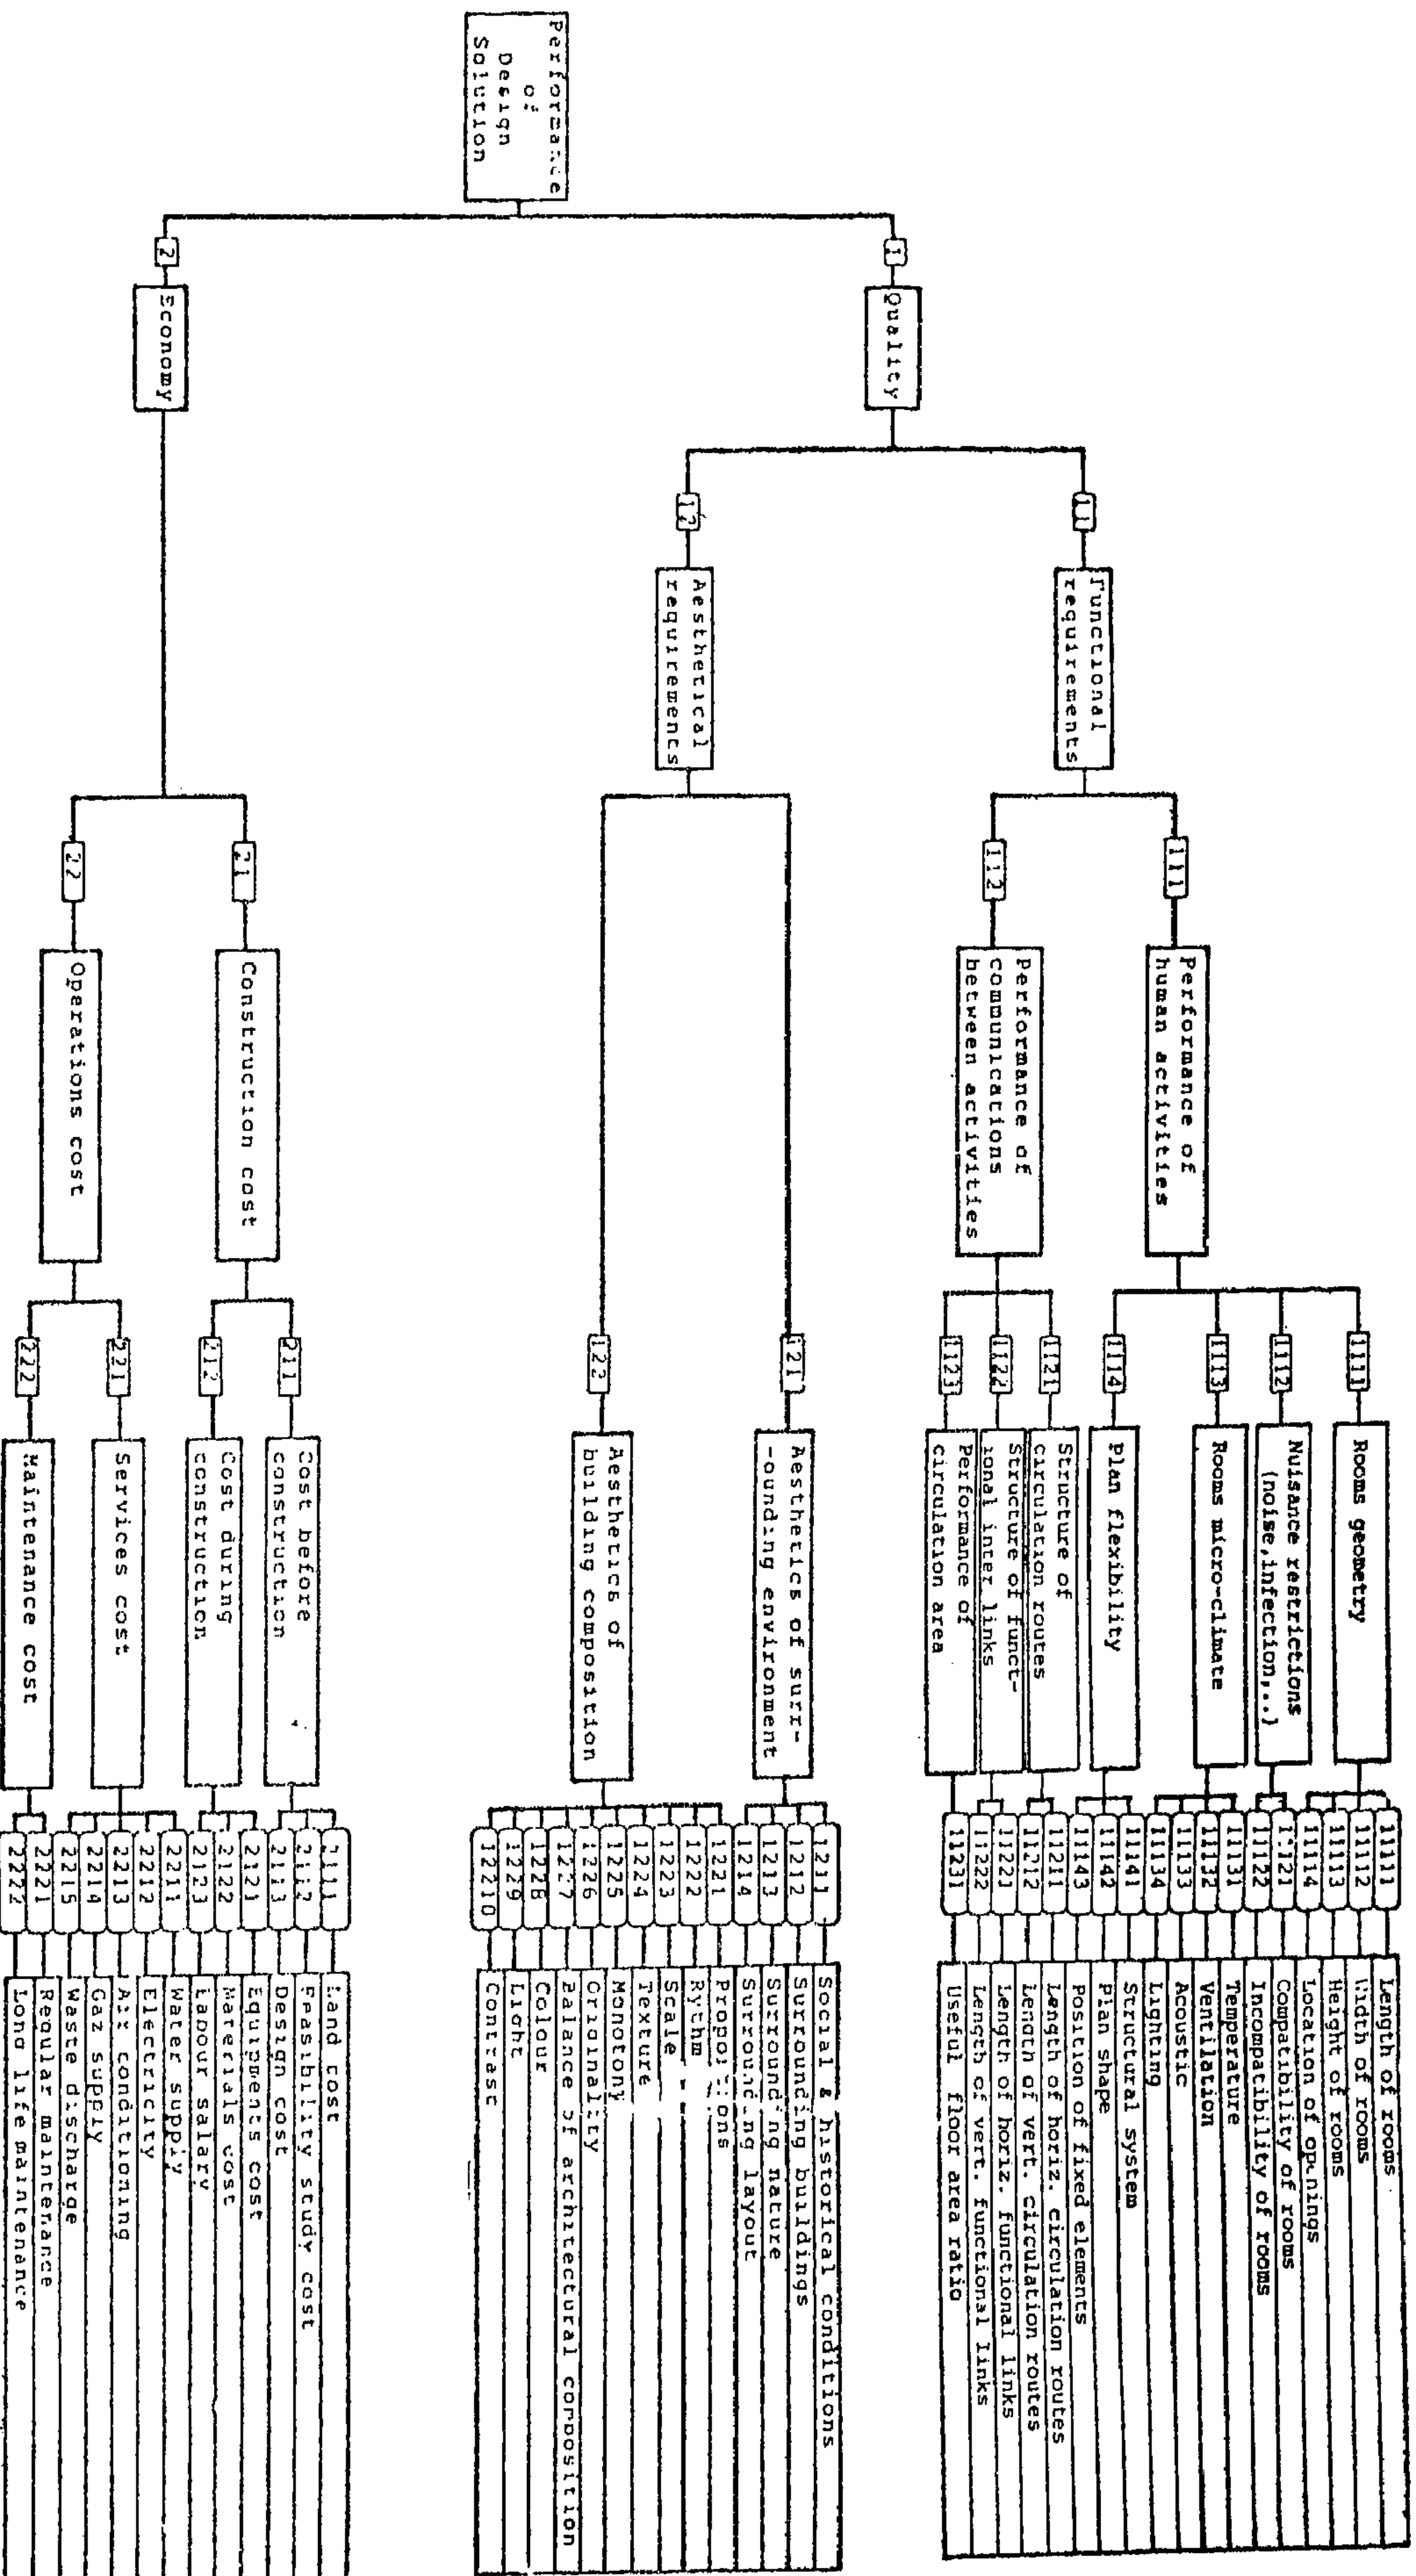 Performance
of
Design
Solution
1
Quality
2
Economy
11
Functional
requirements
12
Aesthetical
requirements
111
Performance of
human activities
112
Performance of
communications
between activities
21
Construction cost
22
Operations cost
1111
Rooms geometry
1112
Nuisance restrictions
(noise,infection,..)
1113
Rooms micro-climate
1114
Plan flexibility
1121
Structure of
circulation routes
1122
Structure of funct-
ional inter links
1123
Performance of
circulation area
121
Aesthetics of surr-
-ounding environment
122
Aesthetics of
building composition
211
Cost before
construction
212
Cost during
construction
221
Services cost
222
Maintenance cost
11111 Length of rooms
11112 Width of rooms
11113 Height of rooms
11114 Location of openings
11121 Compatibility of rooms
11122 Incompatibility of rooms
11131 Temperature
11132 Ventilation
11133 Acoustic
11134 Lighting
11141 Structural system
11142 Plan shape
11143 Position of fixed elements
11211 Length of horiz. circulation routes
11212 Length of vert. circulation routes
11221 Length of horiz. functional links
11222 Length of vert. functional links
11231 Useful floor area ratio
1211 Social & historical conditions
1212 Surrounding buildings
1213 Surrounding nature
1214 Surrounding layout
1221 Proportions
1222 Rythm
1223 Scale
1224 Texture
1225 Monotony
1226 Originality
1227 Balance of architectural composition
1228 Colour
1229 Light
12210 Contrast
2111 Land cost
2112 Feasibility study cost
2113 Design cost
2121 Equipments cost
2122 Materials cost
2123 Labour salary
2211 Water supply
2212 Electricity
2213 Air conditioning
2214 Gaz supply
2215 Waste discharge
2221 Regular maintenance
2222 Long life maintenance